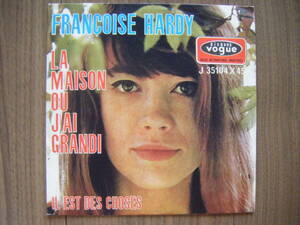 FRANÇOISE HARDY
disques
vogue
J 35104 X 45
LA
MAISON
OU
J'AI
GRANDI
IL EST DES CHOSES